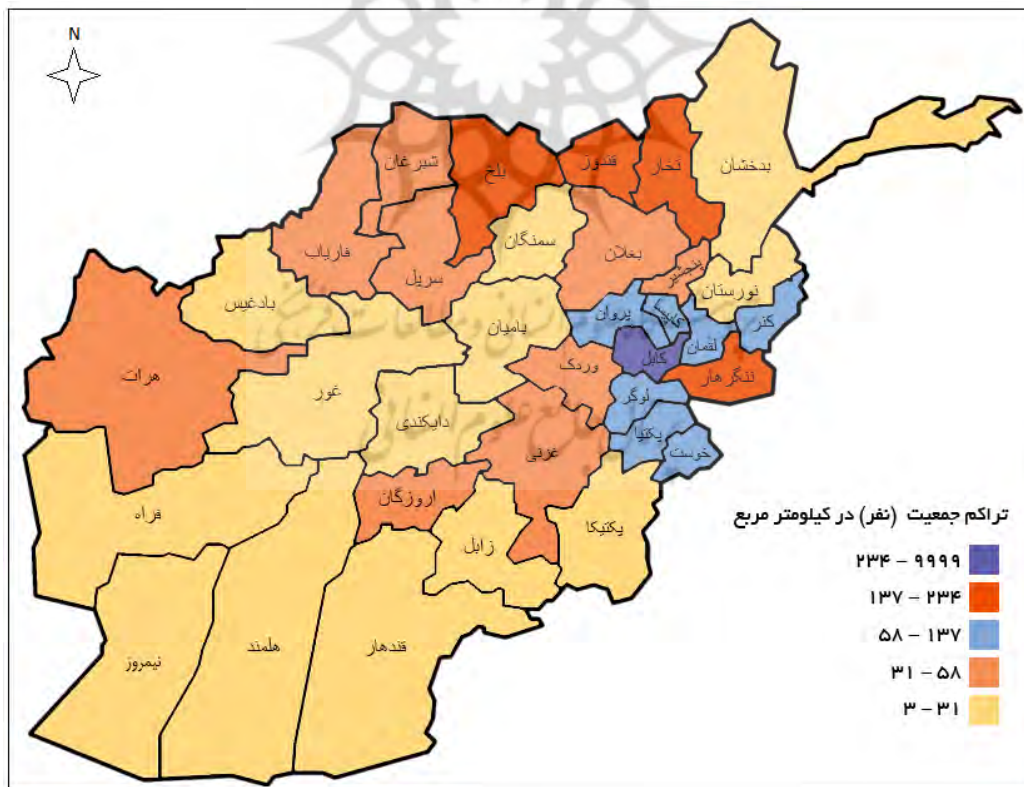 N
بدخشان
تخار
قندوز
بلخ
شبرغان
فاریاب
سرپل
سمنگان
بغلان
پنجشیر
نورستان
کنر
لقمان
کاپیسا
پروان
کابل
ننگرهار
بامیان
وردک
لوگر
پکتیا
خوست
بادغیس
هرات
غور
دایکندی
غزنی
اروزگان
پکتیکا
زابل
فراه
نیمروز
هلمند
قندهار
تراکم جمعیت (نفر) در کیلومتر مربع
۲۳۴ – ۹۹۹۹
۱۳۷ – ۲۳۴
۵۸ – ۱۳۷
۳۱ – ۵۸
۳ – ۳۱